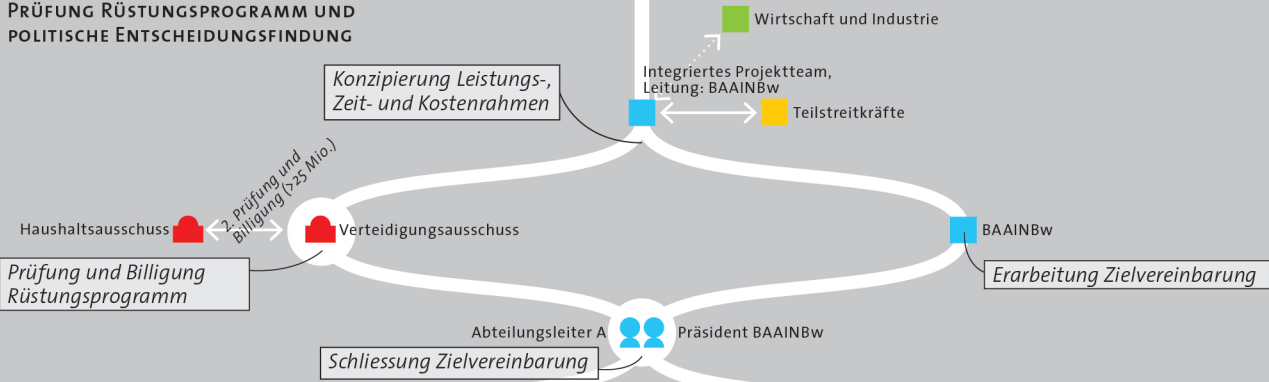 PRÜFUNG RÜSTUNGSPROGRAMM UND
POLITISCHE ENTSCHEIDUNGSFINDUNG
Wirtschaft und Industrie
Konzipierung Leistungs-,
Zeit- und Kostenrahmen
Integriertes Projektteam,
Leitung: BAAINBw
Teilstreitkräfte
2. Prüfung und
Billigung (>25 Mio.)
Haushaltsausschuss
Verteidigungsausschuss
BAAINBw
Prüfung und Billigung
Rüstungsprogramm
Erarbeitung Zielvereinbarung
Abteilungsleiter A
Präsident BAAINBw
Schliessung Zielvereinbarung